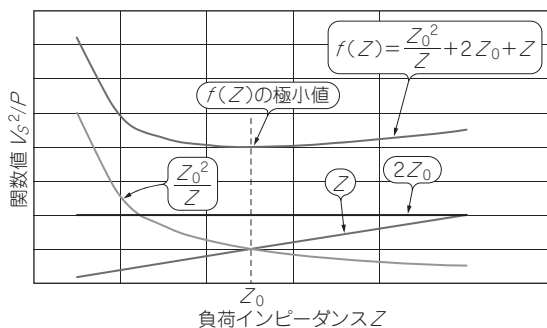 f(Z)=Z₀²/Z+2Z₀+Z
f(Z)の極小値
関数値 Vₛ²/P
Z₀²/Z
Z
2Z₀
Z₀
負荷インピーダンスZ